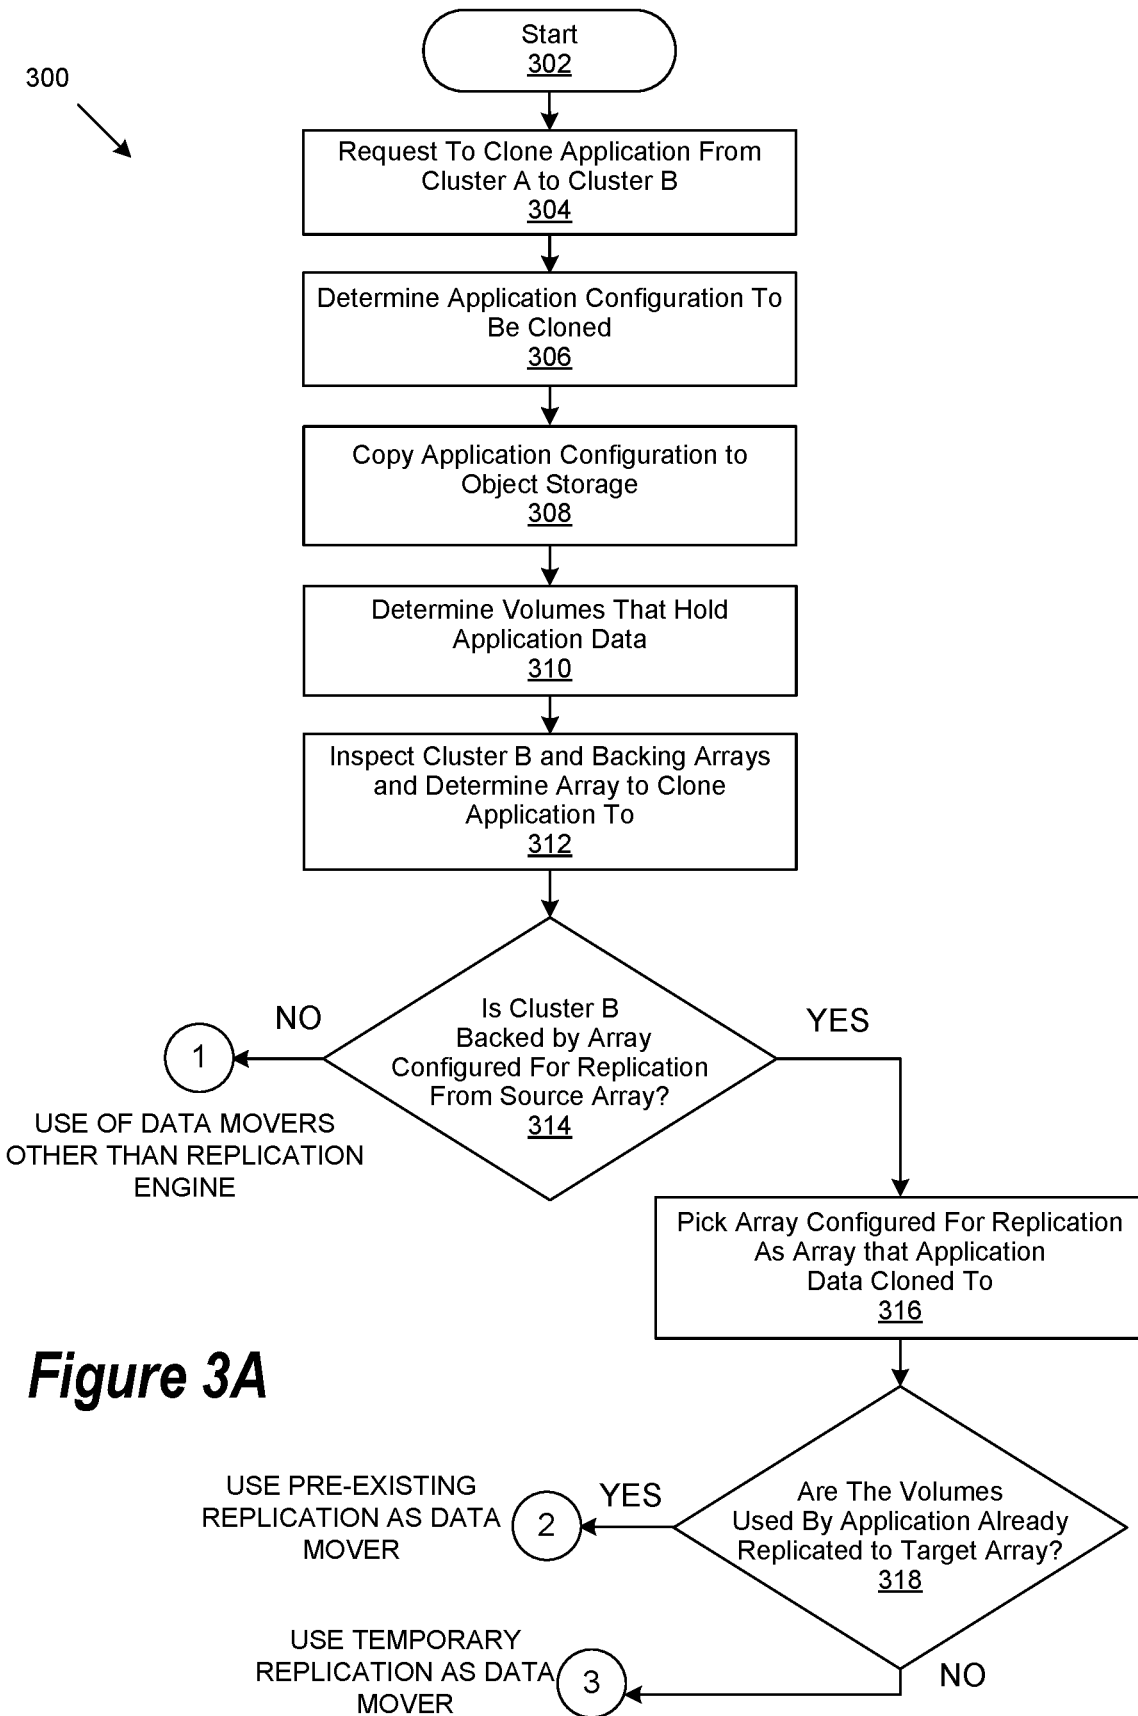 Start
302
300
Request To Clone Application From
Cluster A to Cluster B
304
Determine Application Configuration To
Be Cloned
306
Copy Application Configuration to
Object Storage
308
Determine Volumes That Hold
Application Data
310
Inspect Cluster B and Backing Arrays
and Determine Array to Clone
Application To
312
Is Cluster B
Backed by Array
Configured For Replication
From Source Array?
314
NO
YES
1
USE OF DATA MOVERS
OTHER THAN REPLICATION
ENGINE
Pick Array Configured For Replication
As Array that Application
Data Cloned To
316
Figure 3A
Are The Volumes
Used By Application Already
Replicated to Target Array?
318
YES
2
USE PRE-EXISTING
REPLICATION AS DATA
MOVER
NO
3
USE TEMPORARY
REPLICATION AS DATA
MOVER